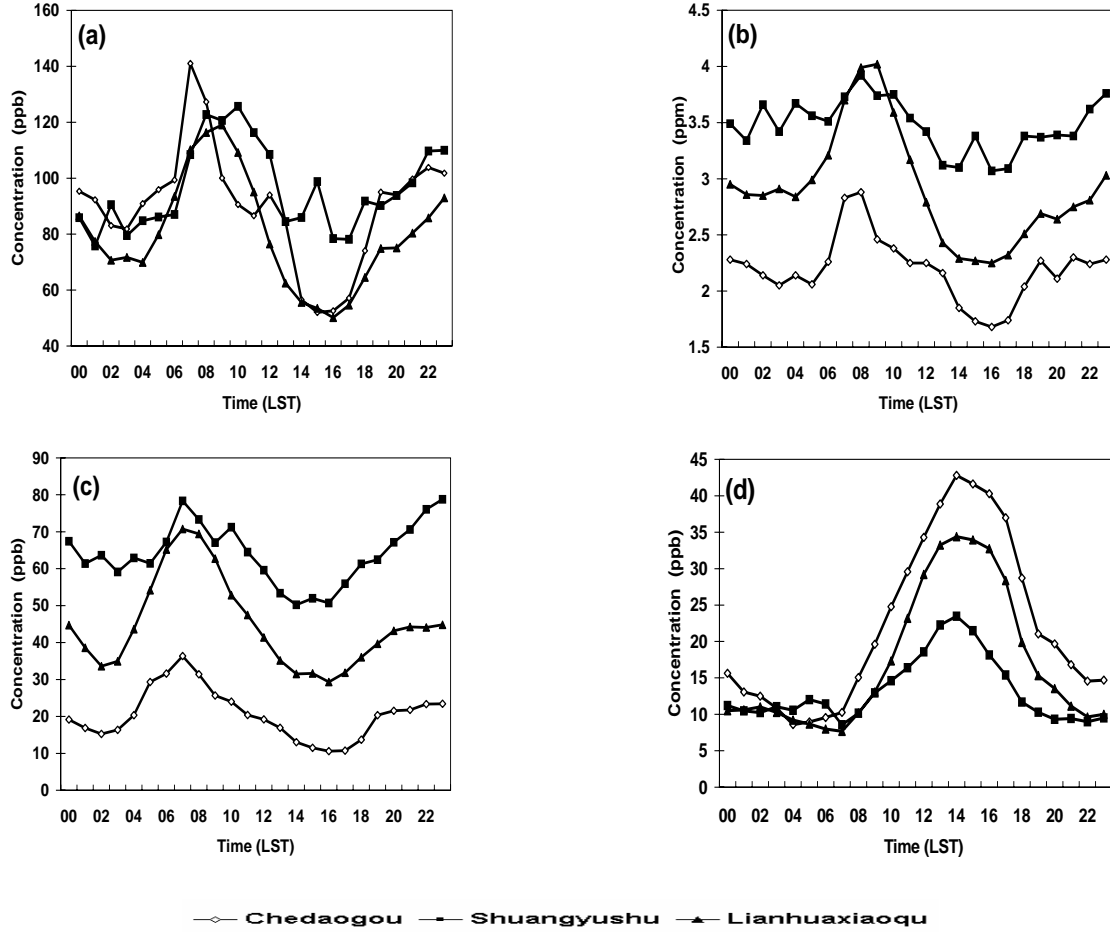 (a)
160
140
120
100
80
60
40
Concentration (ppb)
00 02 04 06 08 10 12 14 16 18 20 22
Time (LST)
(b)
4.5
4
3.5
3
2.5
2
1.5
Concentration (ppm)
00 02 04 06 08 10 12 14 16 18 20 22
Time (LST)
(c)
90
80
70
60
50
40
30
20
10
0
Concentration (ppb)
00 02 04 06 08 10 12 14 16 18 20 22
Time (LST)
(d)
45
40
35
30
25
20
15
10
5
0
Concentration (ppb)
00 02 04 06 08 10 12 14 16 18 20 22
Time (LST)
Chedaogou Shuangyushu Lianhuaxiaoqu